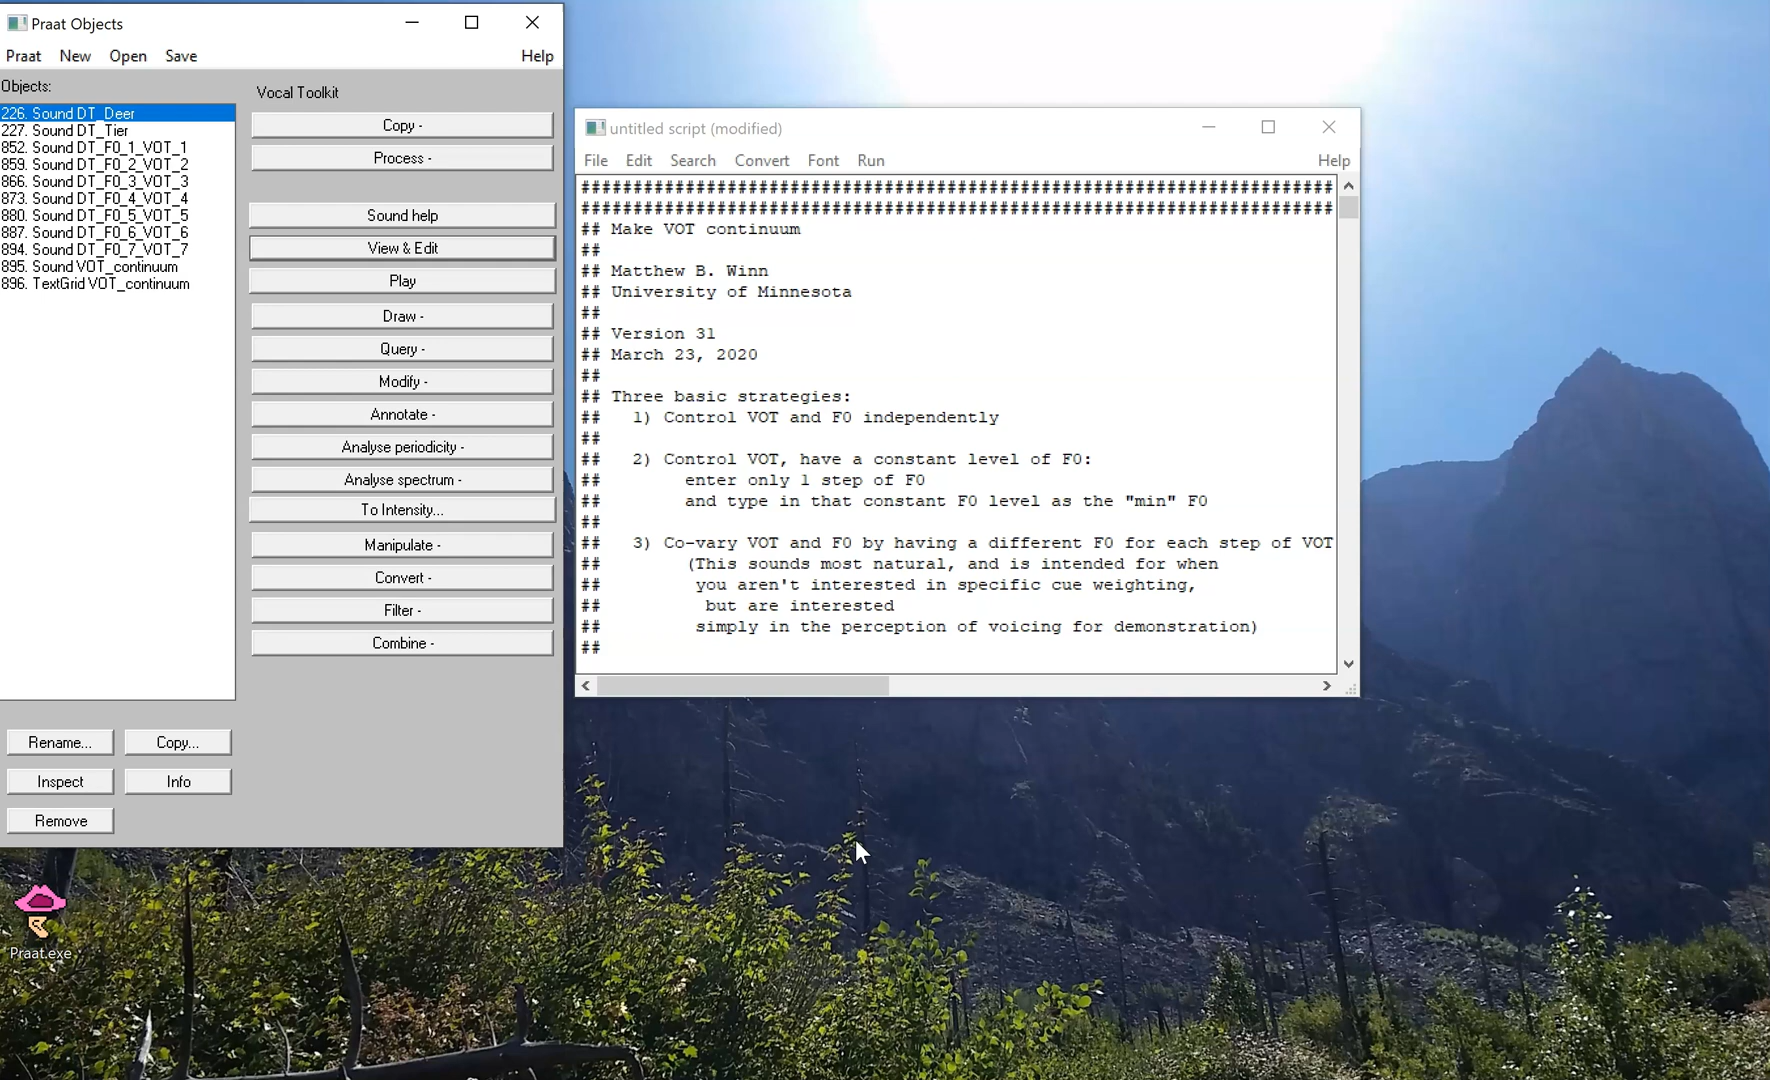 Praat Objects
Praat New Open Save Help
Objects:
226. Sound DT_Deer
227. Sound DT_Tier
852. Sound DT_F0_1_VOT_1
859. Sound DT_F0_2_VOT_2
866. Sound DT_F0_3_VOT_3
873. Sound DT_F0_4_VOT_4
880. Sound DT_F0_5_VOT_5
887. Sound DT_F0_6_VOT_6
894. Sound DT_F0_7_VOT_7
895. Sound VOT_continuum
896. TextGrid VOT_continuum
Vocal Toolkit
Copy -
Process -
Sound help
View & Edit
Play
Draw -
Query -
Modify -
Annotate -
Analyse periodicity -
Analyse spectrum -
To Intensity...
Manipulate -
Convert -
Filter -
Combine -
Rename... Copy...
Inspect Info
Remove
Praat.exe
untitled script (modified)
File Edit Search Convert Font Run Help
########################################################################
########################################################################
## Make VOT continuum
##
## Matthew B. Winn
## University of Minnesota
##
## Version 31
## March 23, 2020
##
## Three basic strategies:
## 1) Control VOT and F0 independently
##
## 2) Control VOT, have a constant level of F0:
## enter only 1 step of F0
## and type in that constant F0 level as the "min" F0
##
## 3) Co-vary VOT and F0 by having a different F0 for each step of VOT
## (This sounds most natural, and is intended for when
## you aren't interested in specific cue weighting,
## but are interested
## simply in the perception of voicing for demonstration)
##